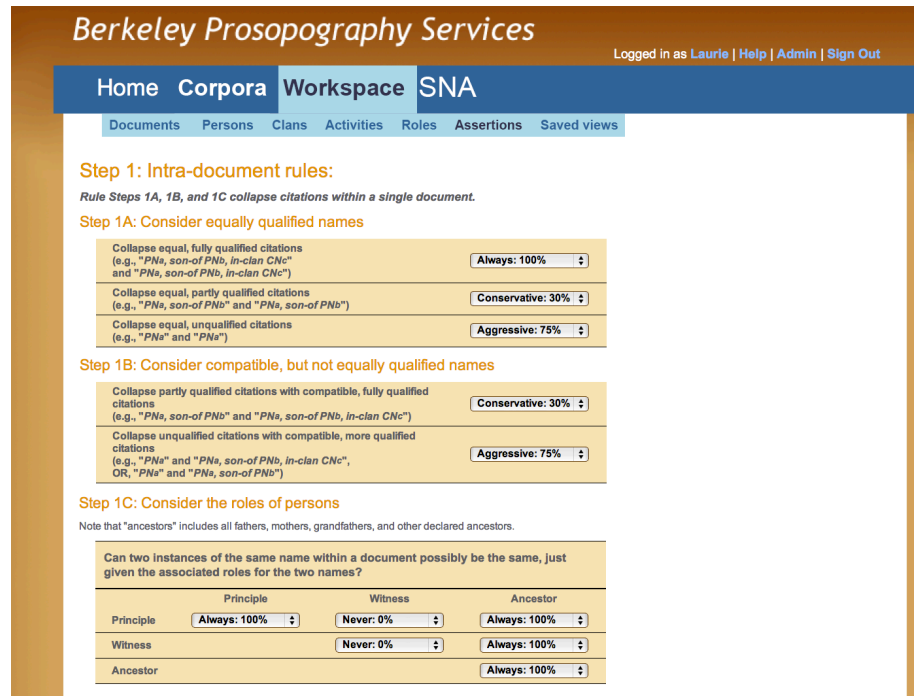 Berkeley Prosopography Services
Logged in as Laurie | Help | Admin | Sign Out
Home Corpora Workspace SNA
Documents Persons Clans Activities Roles Assertions Saved views
Step 1: Intra-document rules:
Rule Steps 1A, 1B, and 1C collapse citations within a single document.
Step 1A: Consider equally qualified names
Collapse equal, fully qualified citations
(e.g., "PNa, son-of PNb, in-clan CNc"
and "PNa, son-of PNb, in-clan CNc")
Always: 100%
Collapse equal, partly qualified citations
(e.g., "PNa, son-of PNb" and "PNa, son-of PNb")
Conservative: 30%
Collapse equal, unqualified citations
(e.g., "PNa" and "PNa")
Aggressive: 75%
Step 1B: Consider compatible, but not equally qualified names
Collapse partly qualified citations with compatible, fully qualified
citations
(e.g., "PNa, son-of PNb" and "PNa, son-of PNb, in-clan CNc")
Conservative: 30%
Collapse unqualified citations with compatible, more qualified
citations
(e.g., "PNa" and "PNa, son-of PNb, in-clan CNc",
OR, "PNa" and "PNa, son-of PNb")
Aggressive: 75%
Step 1C: Consider the roles of persons
Note that "ancestors" includes all fathers, mothers, grandfathers, and other declared ancestors.
Can two instances of the same name within a document possibly be the same, just
given the associated roles for the two names?
Principle Witness Ancestor
Principle Always: 100% Never: 0% Always: 100%
Witness Never: 0% Always: 100%
Ancestor Always: 100%